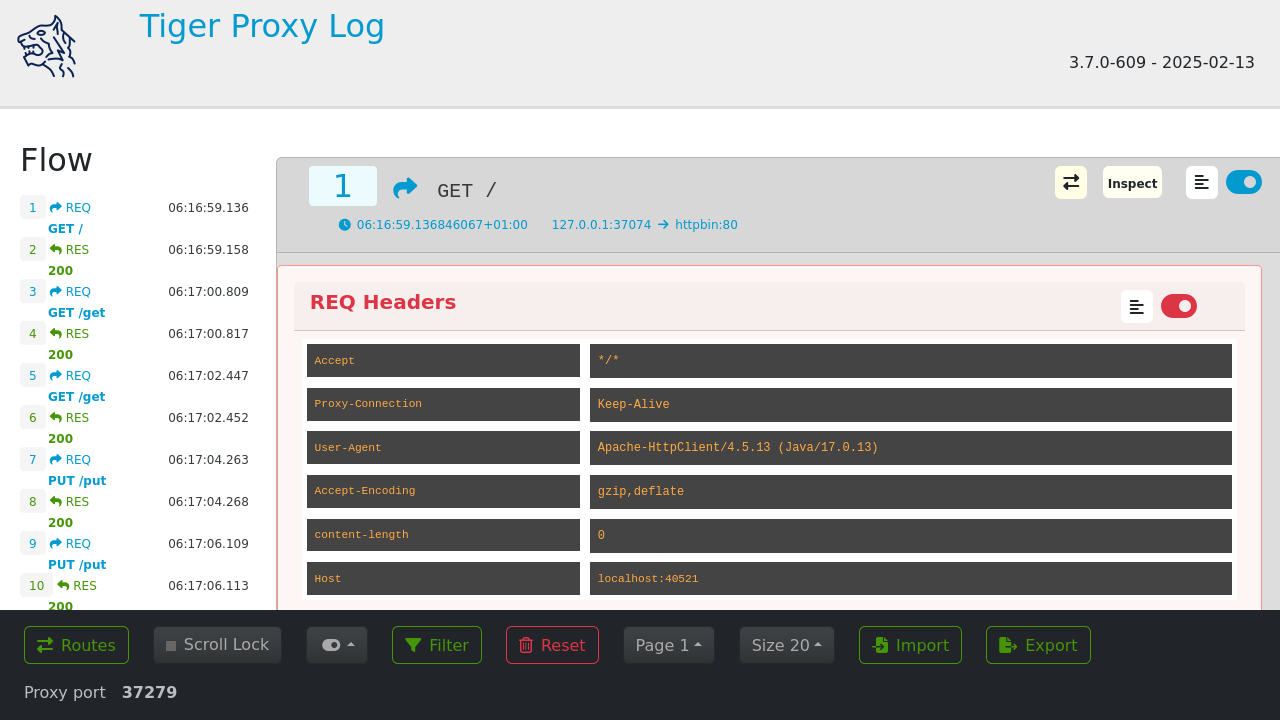 Tiger Proxy Log
3.7.0-609 - 2025-02-13
Flow
1 REQ 06:16:59.136
GET /
2 RES 06:16:59.158
200
3 REQ 06:17:00.809
GET /get
4 RES 06:17:00.817
200
5 REQ 06:17:02.447
GET /get
6 RES 06:17:02.452
200
7 REQ 06:17:04.263
PUT /put
8 RES 06:17:04.268
200
9 REQ 06:17:06.109
PUT /put
10 RES 06:17:06.113
200
1 GET / Inspect
06:16:59.136846067+01:00 127.0.0.1:37074 → httpbin:80
REQ Headers
Accept */*
Proxy-Connection Keep-Alive
User-Agent Apache-HttpClient/4.5.13 (Java/17.0.13)
Accept-Encoding gzip,deflate
content-length 0
Host localhost:40521
Routes Scroll Lock Filter Reset Page 1 Size 20 Import Export
Proxy port 37279